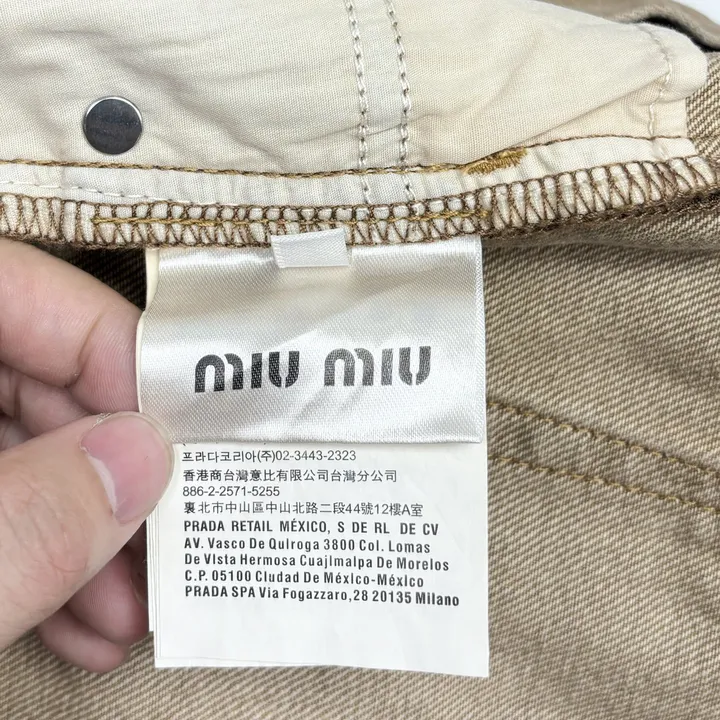 miu miu
프라다코리아(주)02-3443-2323
香港商台灣意比有限公司台灣分公司
886-2-2571-5255
裏北市中山區中山北路二段44號12樓A室
PRADA RETAIL MÉXICO, S DE RL DE CV
AV. Vasco De Quiroga 3800 Col. Lomas
De Vista Hermosa Cuajimalpa De Morelos
C.P. 05100 Ciudad De México-México
PRADA SPA Via Fogazzaro,28 20135 Milano